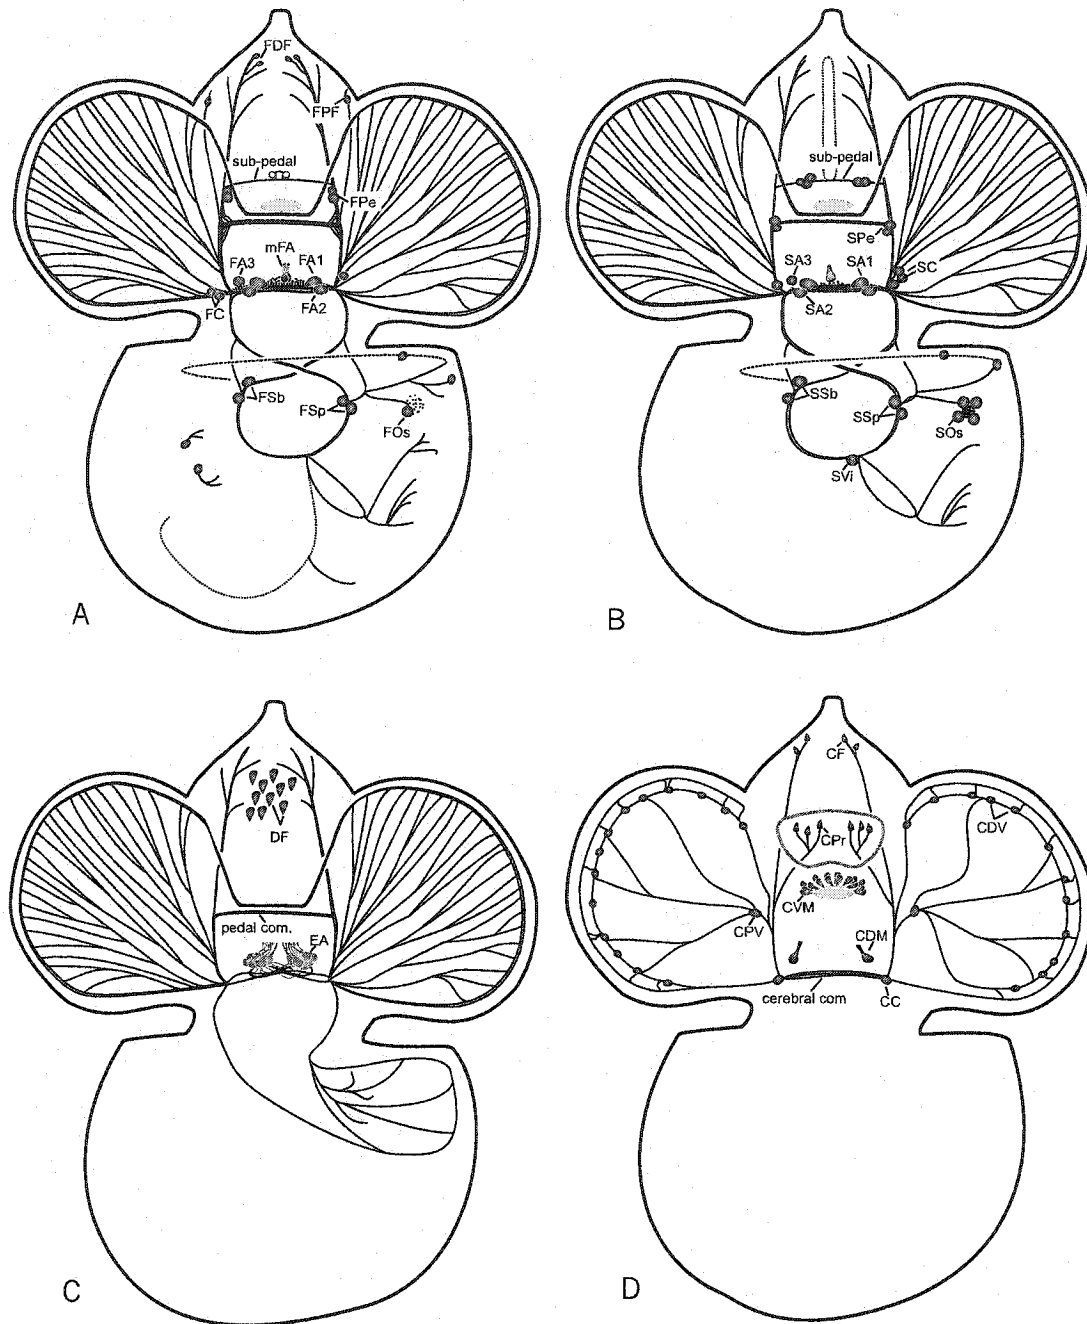 FDF
FPF
sub-pedal
FPe
mFA
FA3
FA1
FC
FA2
FSb
FSp
FOs
A
sub-pedal
SPe
SA3
SA1
SC
SA2
SSb
SSp
SOs
SVi
B
DF
pedal com.
EA
C
CF
CDV
CPr
CVM
CPV
CDM
cerebral com
CC
D